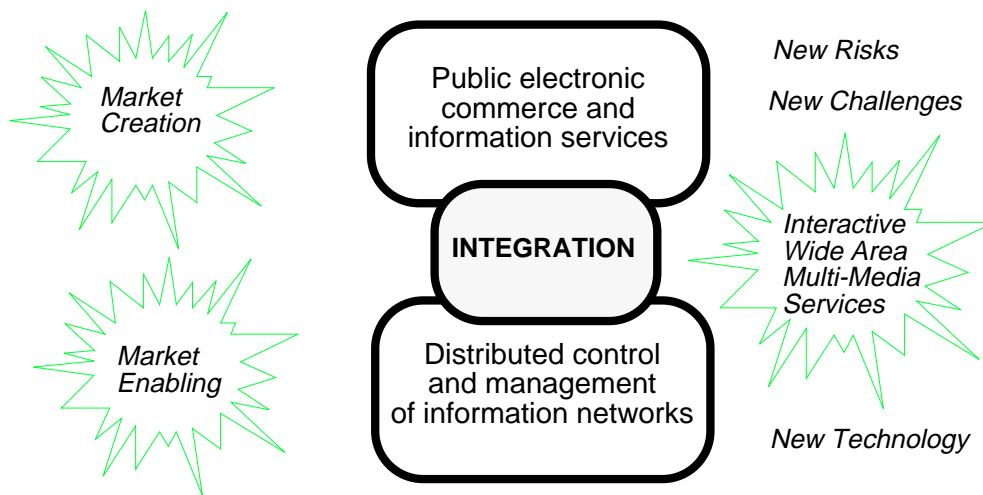 Market
Creation
Public electronic
commerce and
information services
New Risks
New Challenges
INTEGRATION
Interactive
Wide Area
Multi-Media
Services
Market
Enabling
Distributed control
and management
of information networks
New Technology